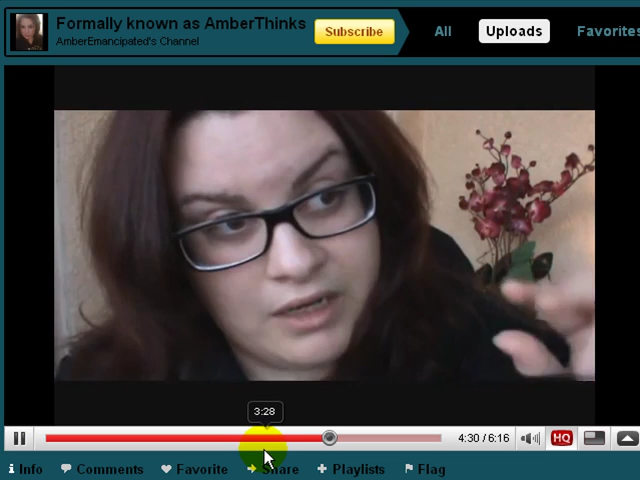 Formally known as AmberThinks
AmberEmancipated's Channel
Subscribe
All
Uploads
Favorites
3:28
4:30 / 6:16
HQ
Info
Comments
Favorite
Share
Playlists
Flag